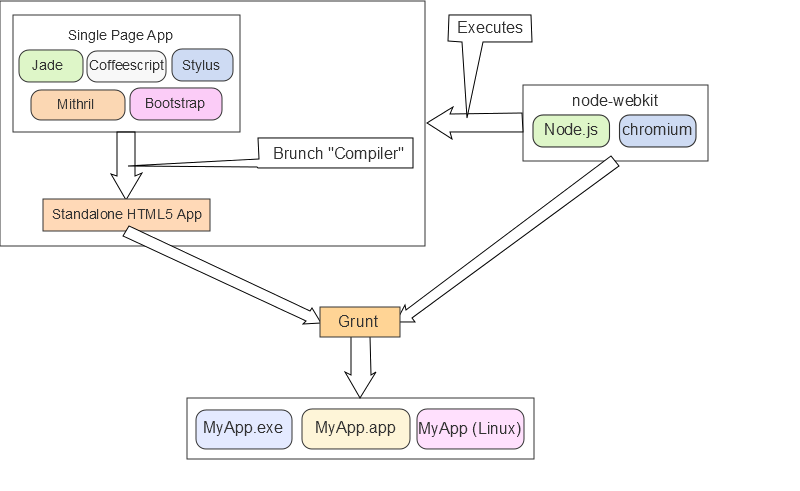 Single Page App
Jade
Coffeescript
Stylus
Mithril
Bootstrap
Executes
node-webkit
Node.js
chromium
Brunch "Compiler"
Standalone HTML5 App
Grunt
MyApp.exe
MyApp.app
MyApp (Linux)